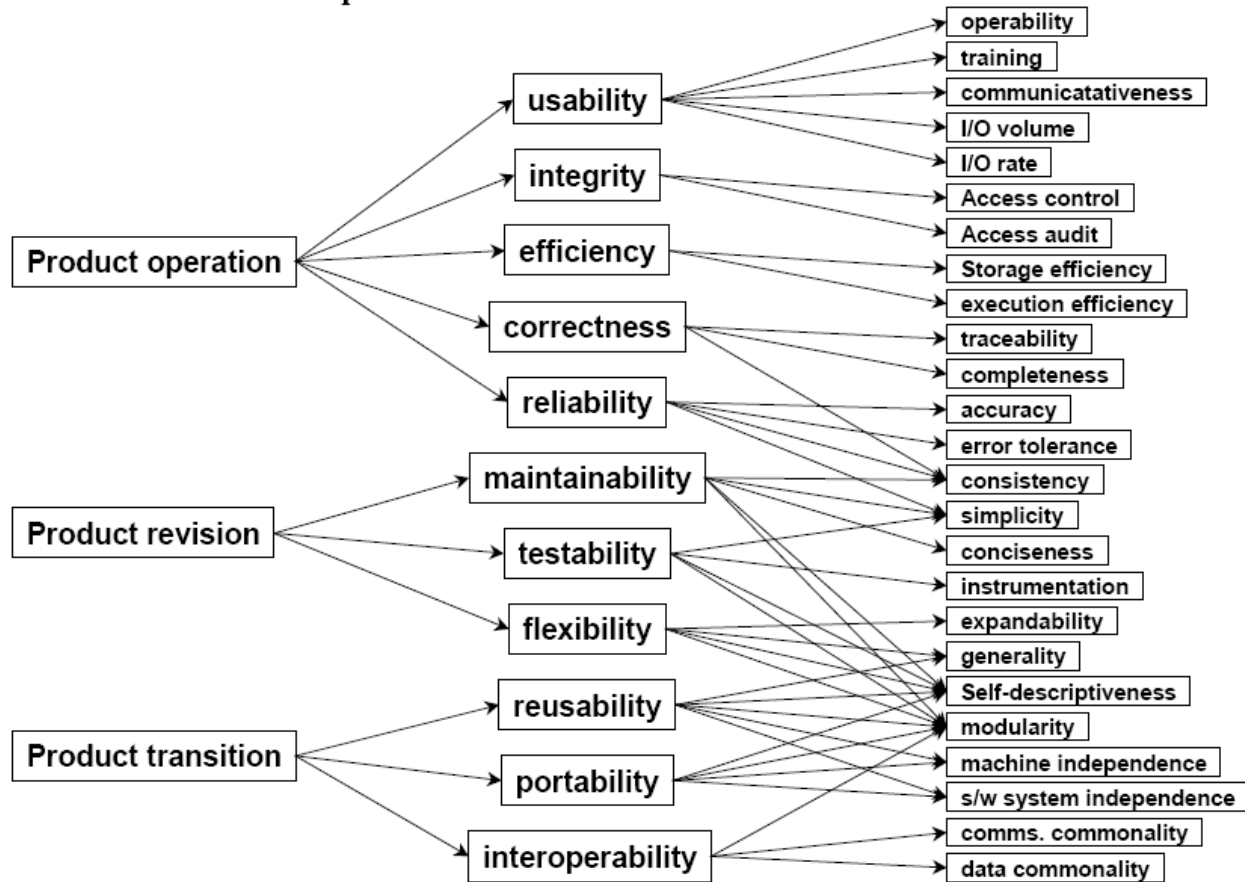 Product operation
Product revision
Product transition
usability
integrity
efficiency
correctness
reliability
maintainability
testability
flexibility
reusability
portability
interoperability
operability
training
communicatativeness
I/O volume
I/O rate
Access control
Access audit
Storage efficiency
execution efficiency
traceability
completeness
accuracy
error tolerance
consistency
simplicity
conciseness
instrumentation
expandability
generality
Self-descriptiveness
modularity
machine independence
s/w system independence
comms. commonality
data commonality